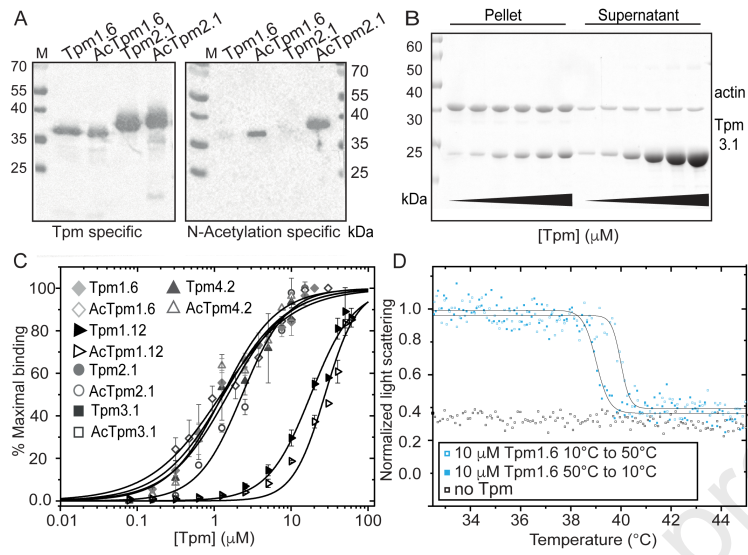 A
Tpm1.6 AcTpm1.6 Tpm2.1 AcTpm2.1
M Tpm1.6 AcTpm1.6 Tpm2.1 AcTpm2.1
70
55
40
35
25
70
55
40
35
25
Tpm specific
N-Acetylation specific kDa
B
Pellet Supernatant
60
50
40
30
25
kDa
actin
Tpm
3.1
[Tpm] (μM)
C
% Maximal binding
100
80
60
40
20
0.0
0.01 0.1 1 10 100
[Tpm] (μM)
Tpm1.6
AcTpm1.6
Tpm1.12
AcTpm1.12
Tpm2.1
AcTpm2.1
Tpm3.1
AcTpm3.1
Tpm4.2
AcTpm4.2
D
Normalized light scattering
1.2
1.0
0.8
0.6
0.4
0.2
0.0
10 μM Tpm1.6 10°C to 50°C
10 μM Tpm1.6 50°C to 10°C
no Tpm
34 36 38 40 42 44
Temperature (°C)